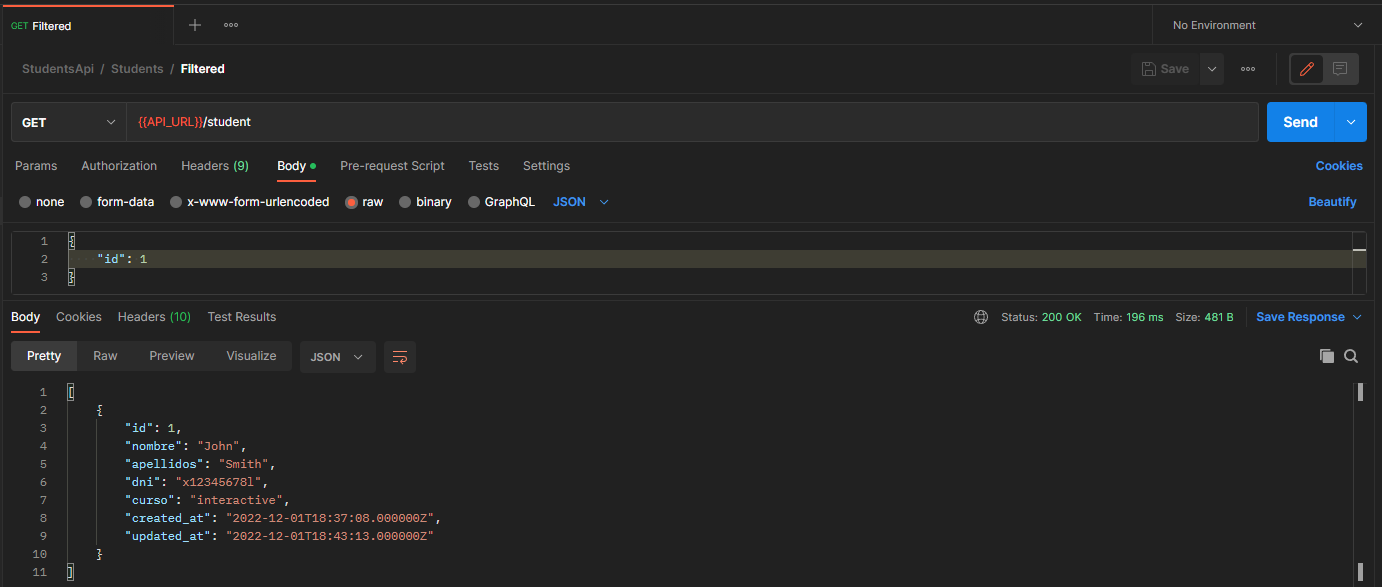 GET Filtered
No Environment
StudentsApi / Students / Filtered
Save
GET {{API_URL}}/student Send
Params Authorization Headers (9) Body Pre-request Script Tests Settings Cookies
none form-data x-www-form-urlencoded raw binary GraphQL JSON Beautify
1 {
2 "id": 1
3 }
Body Cookies Headers (10) Test Results Status: 200 OK Time: 196 ms Size: 481 B Save Response
Pretty Raw Preview Visualize JSON
1 [
2 {
3 "id": 1,
4 "nombre": "John",
5 "apellidos": "Smith",
6 "dni": "x12345678l",
7 "curso": "interactive",
8 "created_at": "2022-12-01T18:37:08.000000Z",
9 "updated_at": "2022-12-01T18:43:13.000000Z"
10 }
11 ]